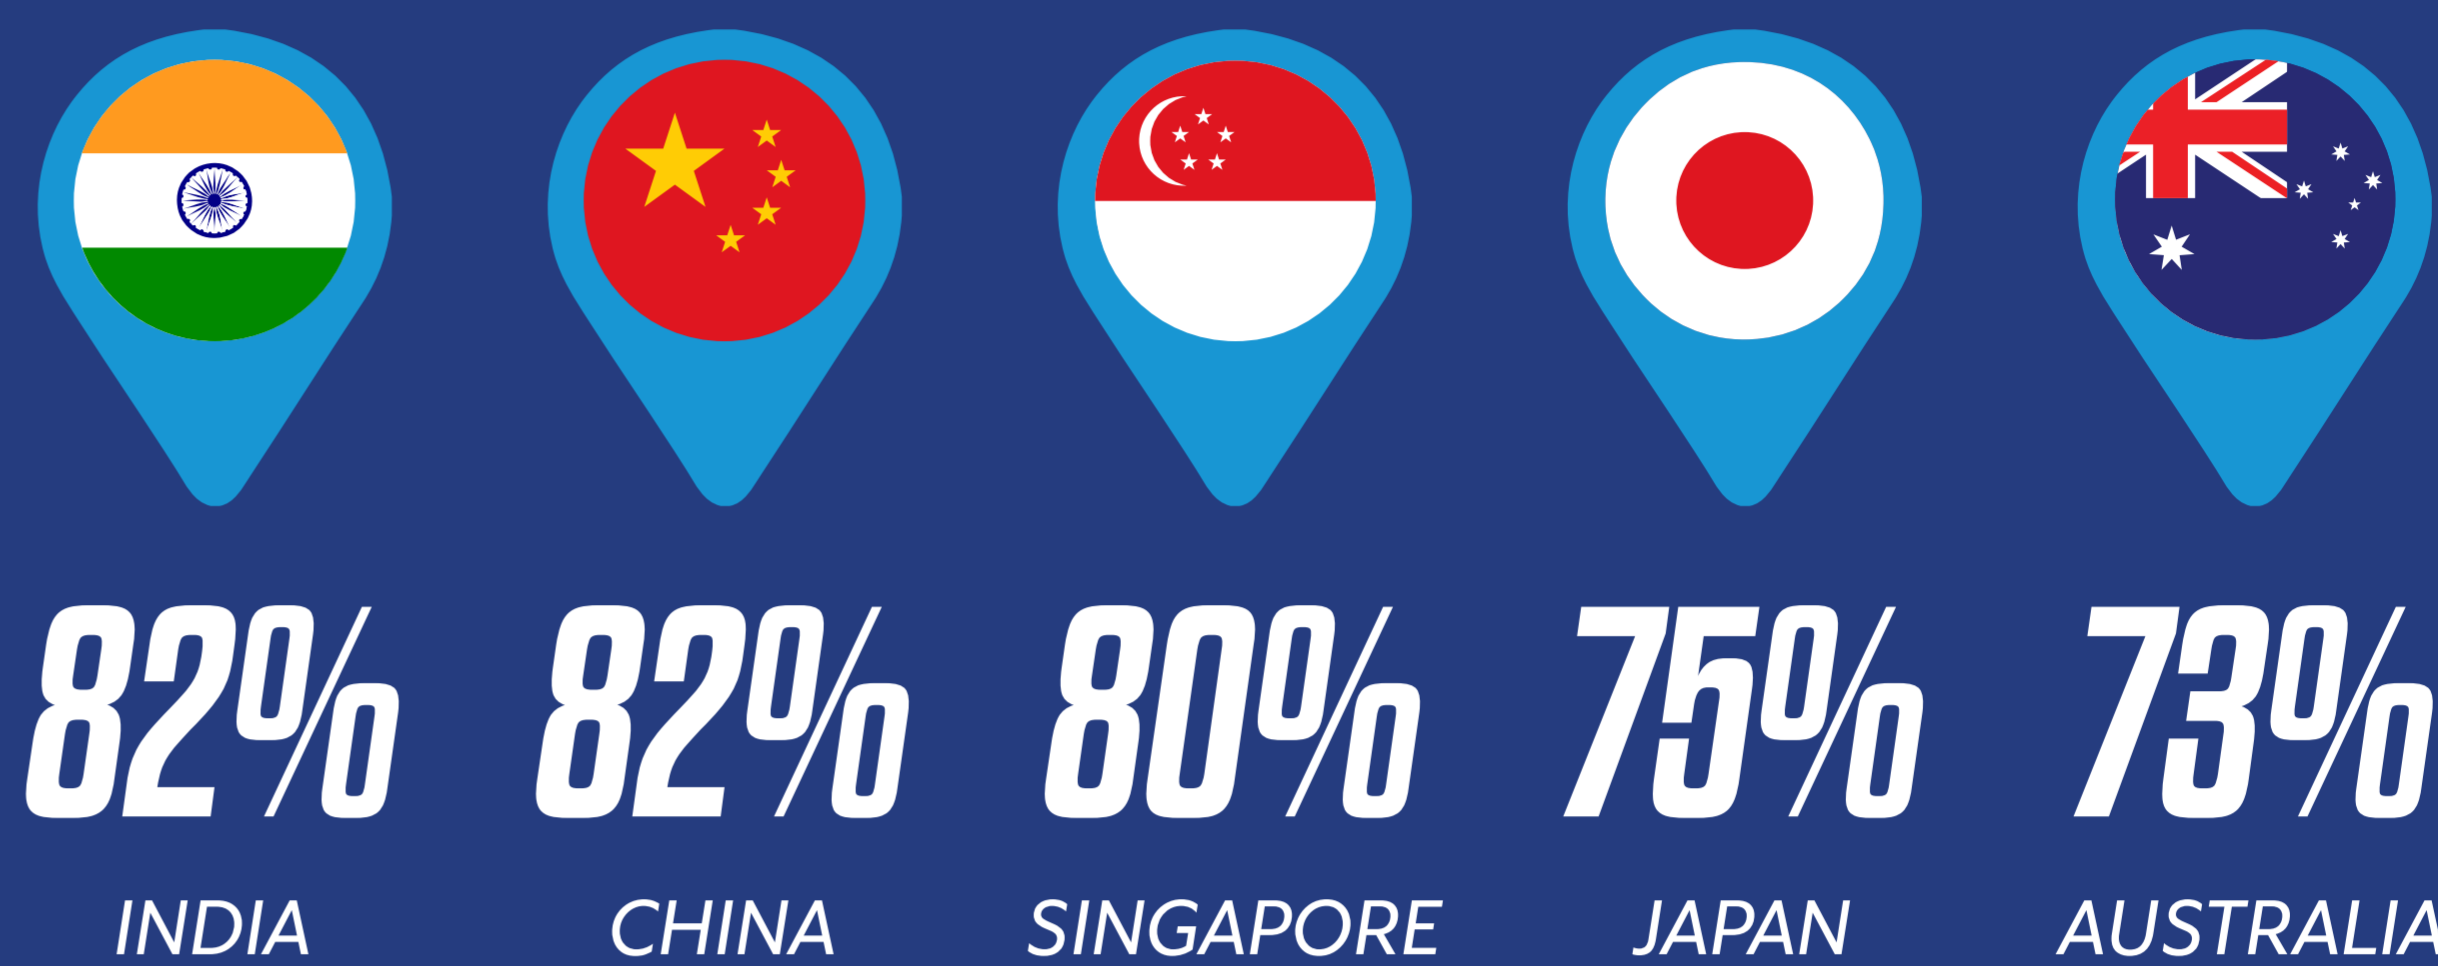 82% 82% 80% 75% 73%
INDIA CHINA SINGAPORE JAPAN AUSTRALIA